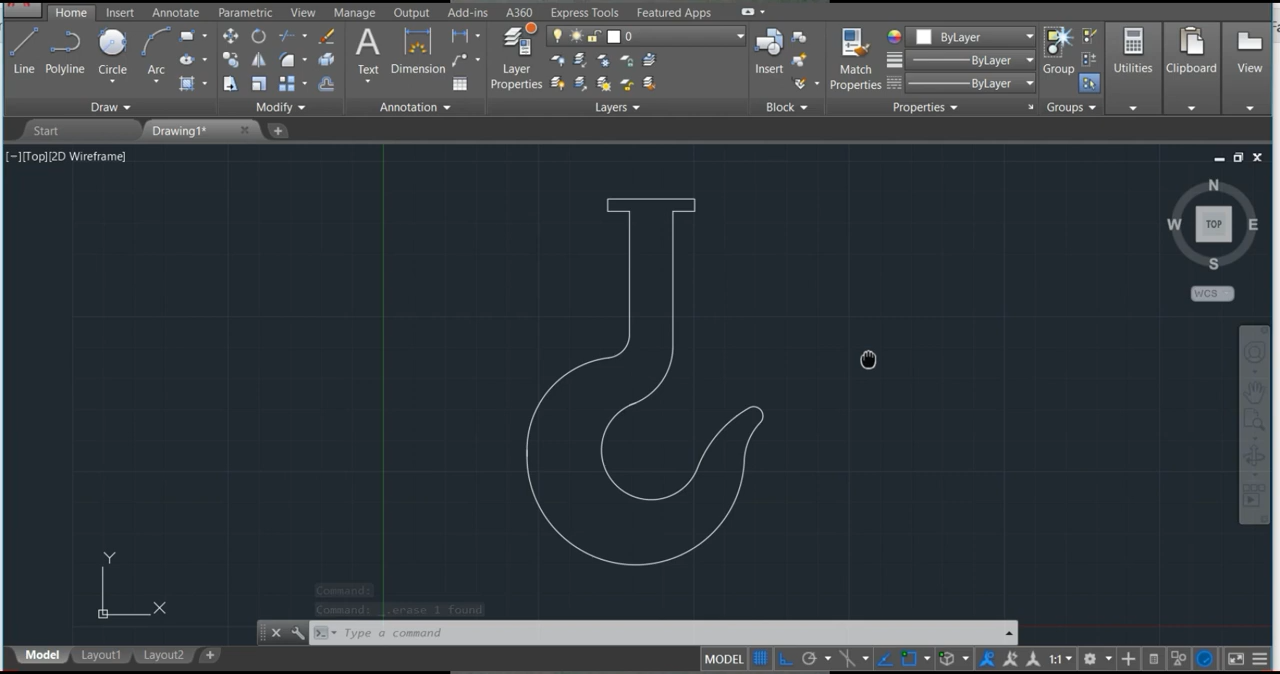 Home Insert Annotate Parametric View Manage Output Add-ins A360 Express Tools Featured Apps
0 ByLayer
Line Polyline Circle Arc Text Dimension Layer Properties Insert Match Properties ByLayer Group Utilities Clipboard View
ByLayer
Draw Modify Annotation Layers Block Properties Groups
Start Drawing1*
[−][Top][2D Wireframe]
N
W TOP E
S
WCS
Y
X
Command:
Command: _.erase 1 found
Type a command
Model Layout1 Layout2 MODEL 1:1